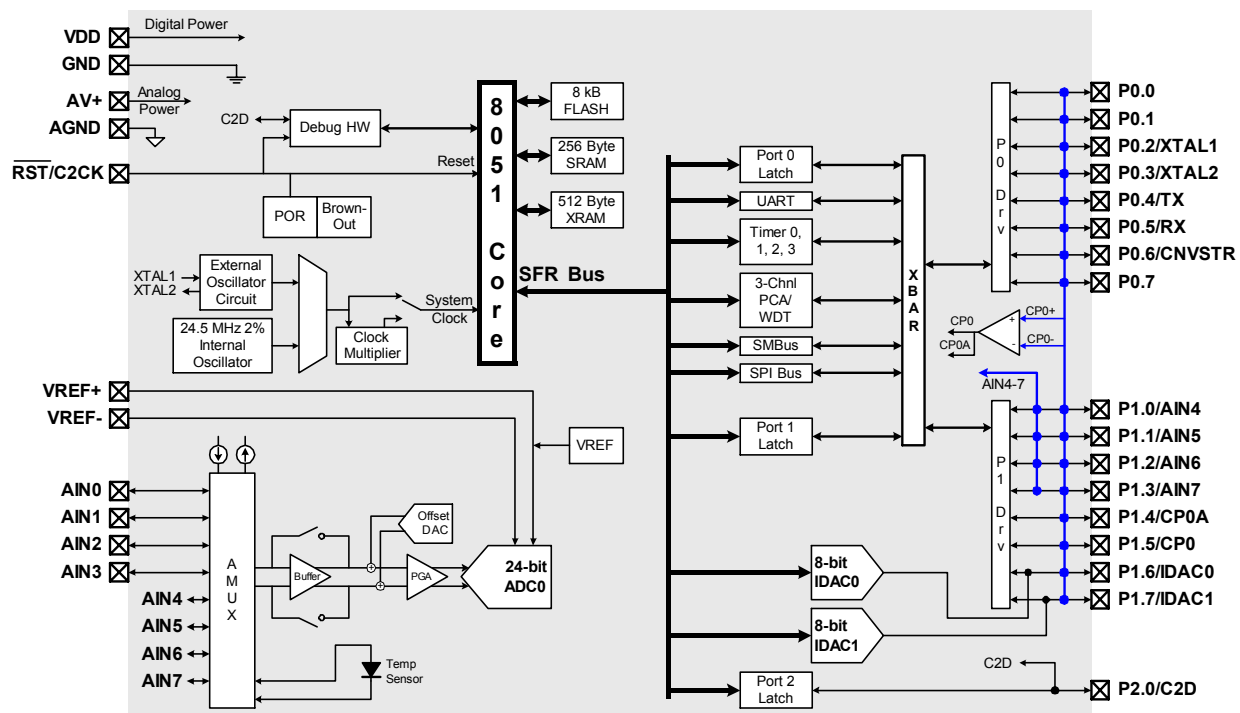 VDD
Digital Power
GND
AV+
Analog
Power
AGND
RST/C2CK
C2D
Debug HW
Reset
POR
Brown-
Out
XTAL1
XTAL2
External
Oscillator
Circuit
24.5 MHz 2%
Internal
Oscillator
Clock
Multiplier
System
Clock
8
0
5
1
C
o
r
e
8 kB
FLASH
256 Byte
SRAM
512 Byte
XRAM
SFR Bus
VREF+
VREF-
VREF
AIN0
AIN1
AIN2
AIN3
AIN4
AIN5
AIN6
AIN7
A
M
U
X
Buffer
+
+
Offset
DAC
PGA
24-bit
ADC0
Temp
Sensor
Port 0
Latch
UART
Timer 0,
1, 2, 3
3-Chnl
PCA/
WDT
SMBus
SPI Bus
Port 1
Latch
8-bit
IDAC0
8-bit
IDAC1
Port 2
Latch
X
B
A
R
P
0
D
r
v
CP0
CP0A
+
-
CP0+
CP0-
AIN4-7
P
1
D
r
v
C2D
P0.0
P0.1
P0.2/XTAL1
P0.3/XTAL2
P0.4/TX
P0.5/RX
P0.6/CNVSTR
P0.7
P1.0/AIN4
P1.1/AIN5
P1.2/AIN6
P1.3/AIN7
P1.4/CP0A
P1.5/CP0
P1.6/IDAC0
P1.7/IDAC1
P2.0/C2D